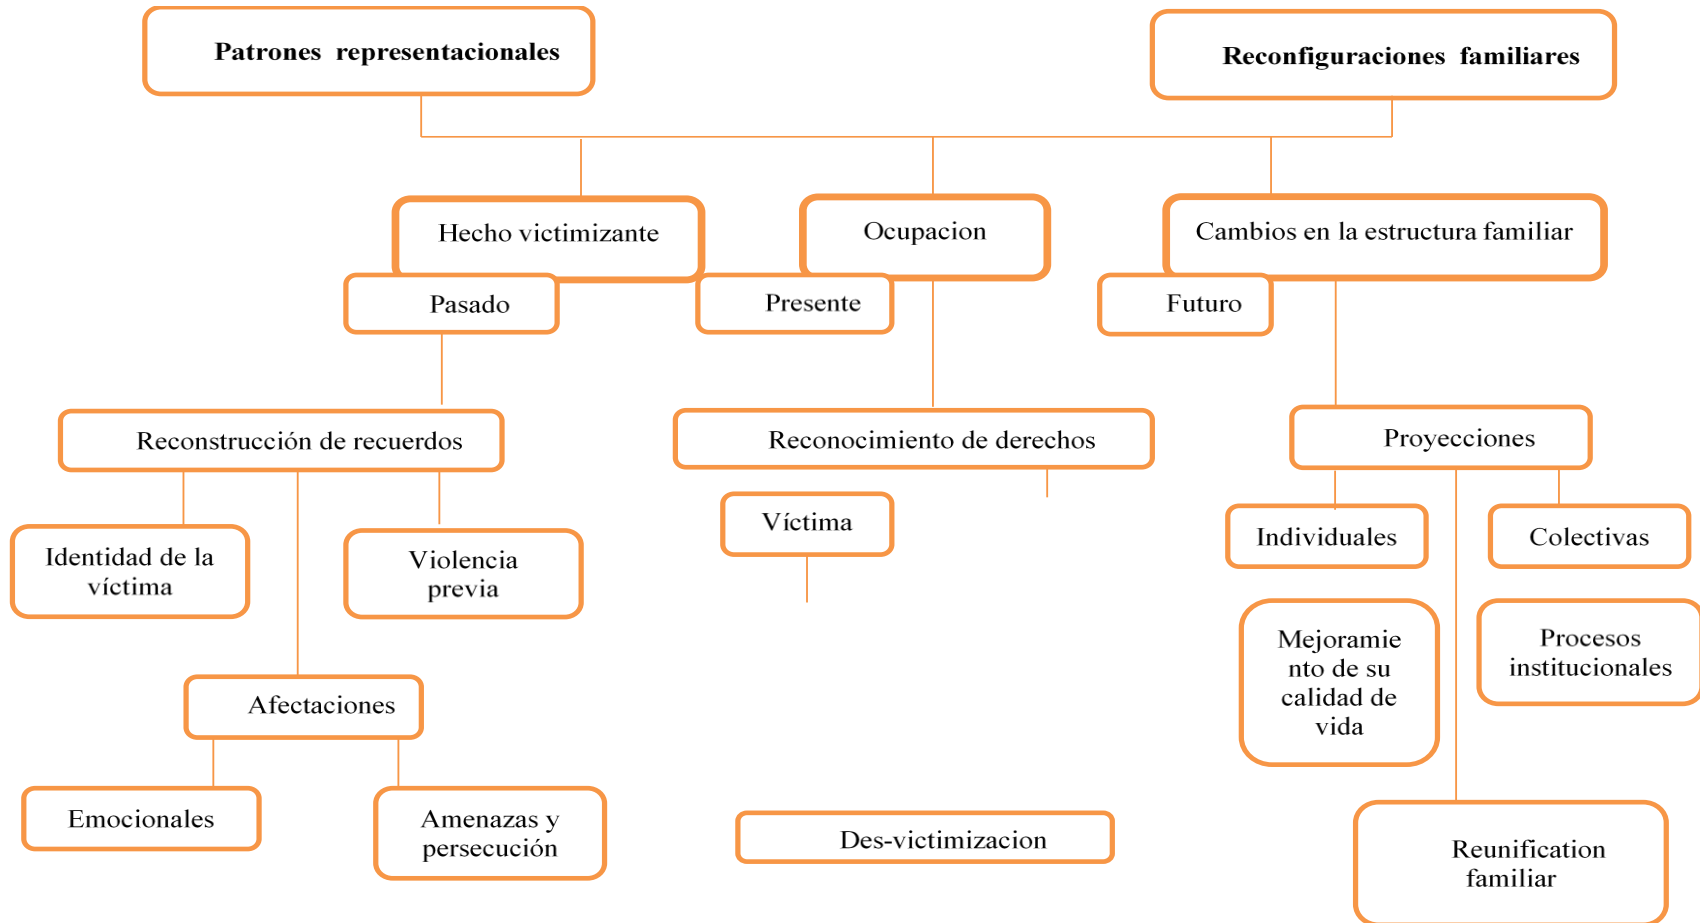 Patrones representacionales
Reconfiguraciones familiares
Hecho victimizante
Ocupacion
Cambios en la estructura familiar
Pasado
Presente
Futuro
Reconstrucción de recuerdos
Reconocimiento de derechos
Proyecciones
Identidad de la
víctima
Violencia
previa
Víctima
Individuales
Colectivas
Mejoramie
nto de su
calidad de
vida
Procesos
institucionales
Afectaciones
Emocionales
Amenazas y
persecución
Des-victimizacion
Reunification
familiar